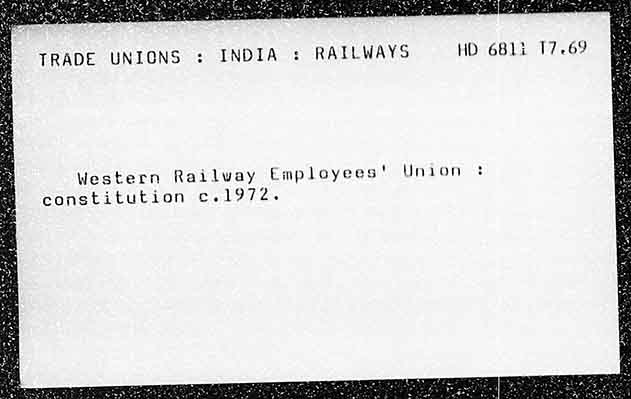 TRADE UNIONS : INDIA : RAILWAYS HD 6811 T7.69
Western Railway Employees' Union :
constitution c.1972.